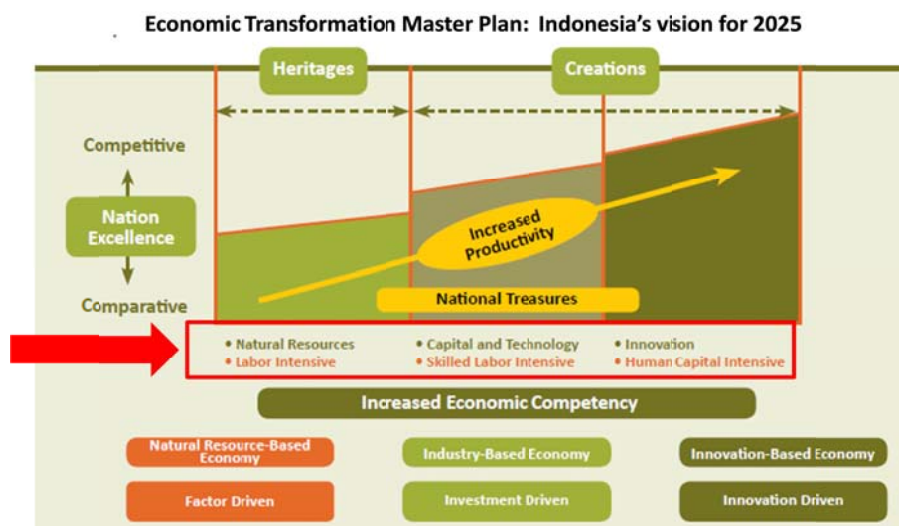 Economic Transformation Master Plan: Indonesia's vision for 2025
Heritages
Creations
Competitive
Nation
Excellence
Comparative
Increased
Productivity
National Treasures
• Natural Resources
• Labor Intensive
• Capital and Technology
• Skilled Labor Intensive
• Innovation
• Human Capital Intensive
Increased Economic Competency
Natural Resource-Based
Economy
Industry-Based Economy
Innovation-Based Economy
Factor Driven
Investment Driven
Innovation Driven